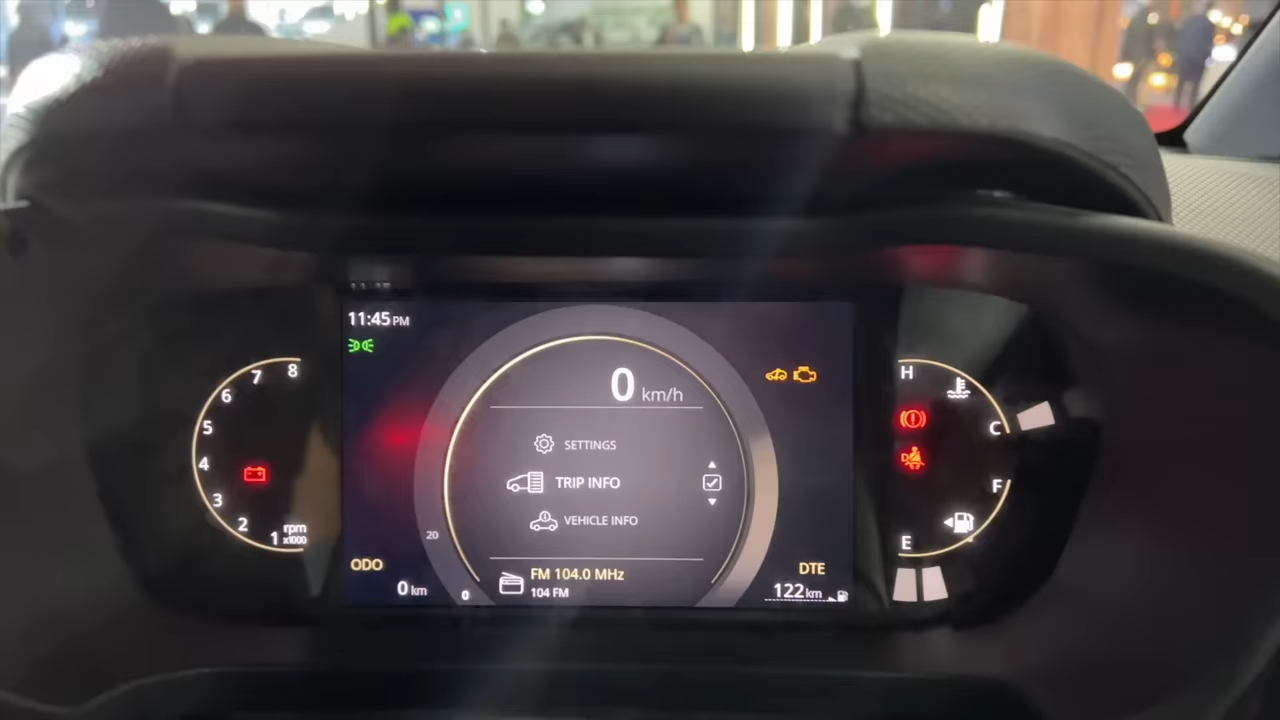 11:45 PM
8
7
6
5
4
3
2
1 rpm x1000
0 km/h
SETTINGS
TRIP INFO
VEHICLE INFO
20
0
FM 104.0 MHz
104 FM
ODO
0 km
DTE
122 km
H
C
F
E